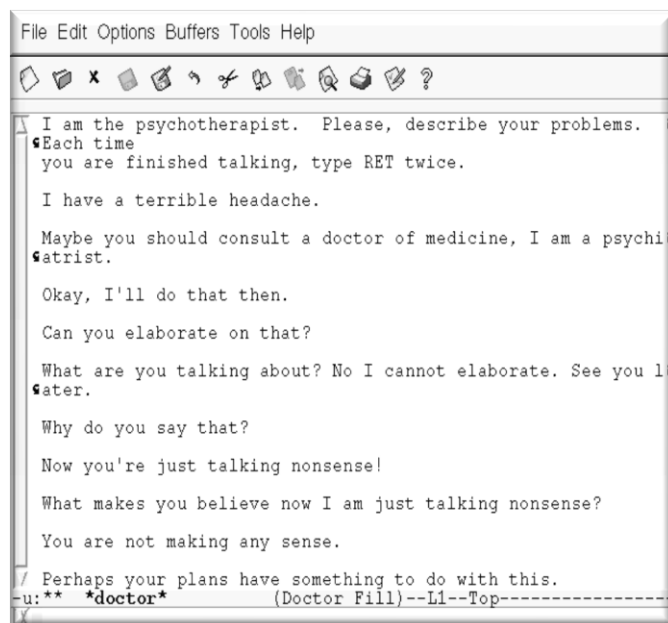 File Edit Options Buffers Tools Help
I am the psychotherapist.  Please, describe your problems.
Each time
you are finished talking, type RET twice.
I have a terrible headache.
Maybe you should consult a doctor of medicine, I am a psychi
atrist.
Okay, I'll do that then.
Can you elaborate on that?
What are you talking about? No I cannot elaborate. See you l
ater.
Why do you say that?
Now you're just talking nonsense!
What makes you believe now I am just talking nonsense?
You are not making any sense.
Perhaps your plans have something to do with this.
-u:**  *doctor*          (Doctor Fill)--L1--Top----------------